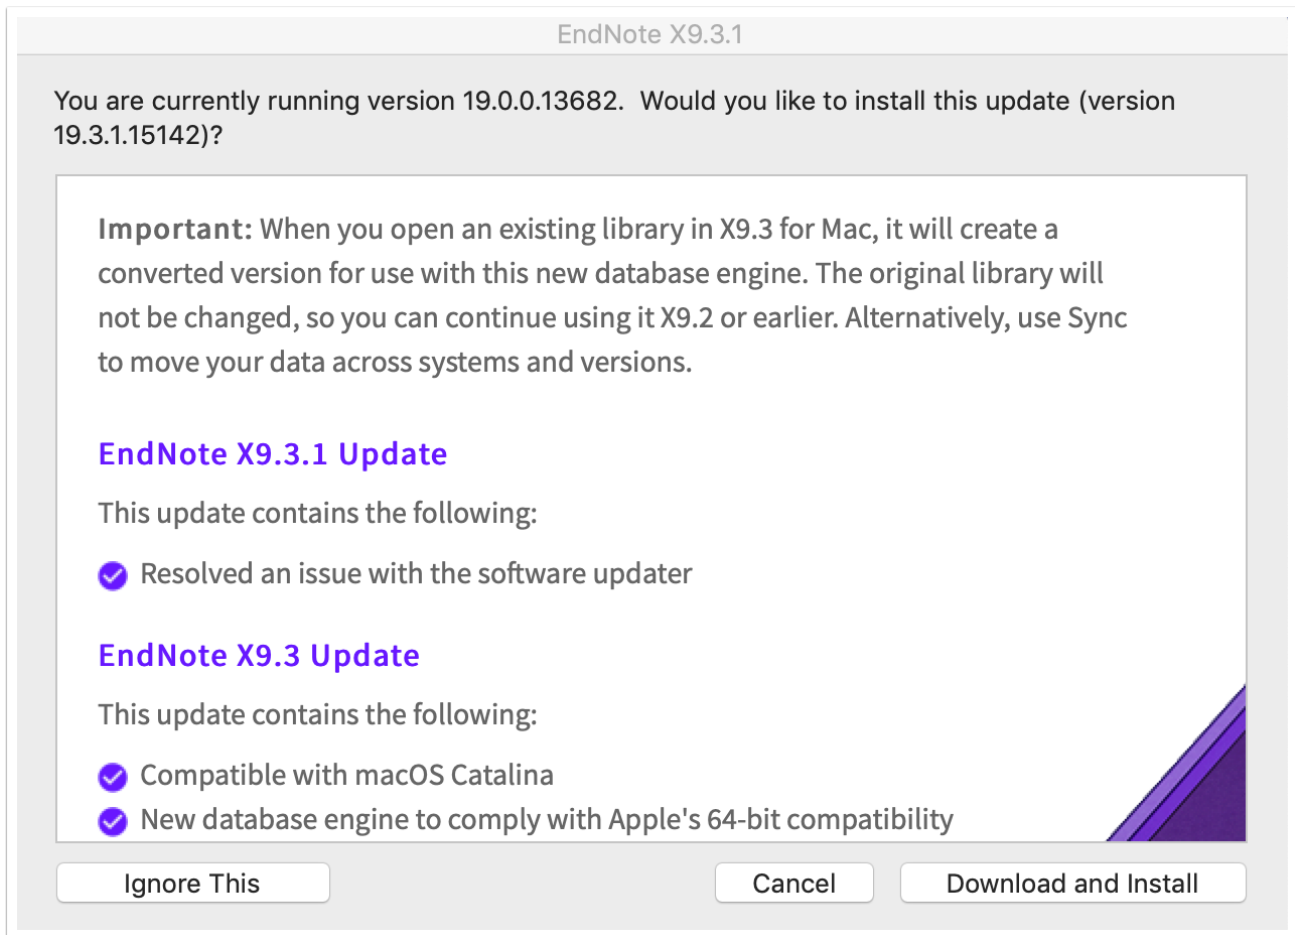 EndNote X9.3.1
You are currently running version 19.0.0.13682.  Would you like to install this update (version
19.3.1.15142)?
Important: When you open an existing library in X9.3 for Mac, it will create a
converted version for use with this new database engine. The original library will
not be changed, so you can continue using it X9.2 or earlier. Alternatively, use Sync
to move your data across systems and versions.
EndNote X9.3.1 Update
This update contains the following:
Resolved an issue with the software updater
EndNote X9.3 Update
This update contains the following:
Compatible with macOS Catalina
New database engine to comply with Apple's 64-bit compatibility
Ignore This
Cancel
Download and Install